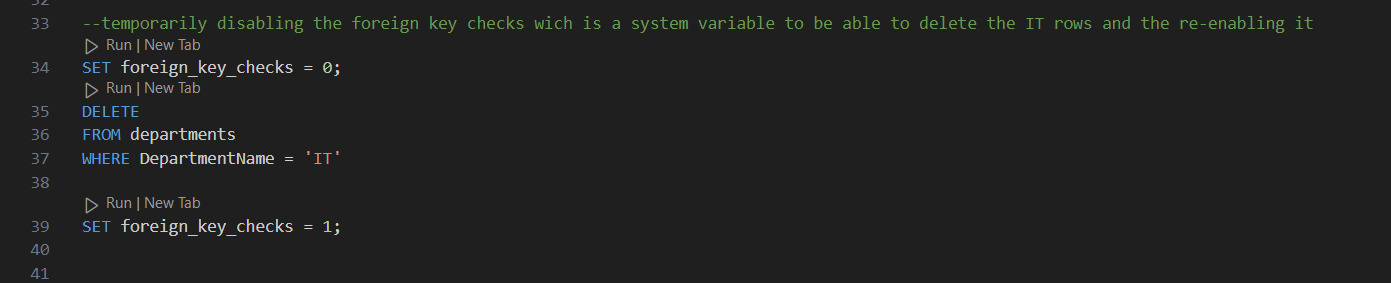 32
33 --temporarily disabling the foreign key checks wich is a system variable to be able to delete the IT rows and the re-enabling it
Run | New Tab
34 SET foreign_key_checks = 0;
Run | New Tab
35 DELETE
36 FROM departments
37 WHERE DepartmentName = 'IT'
38
Run | New Tab
39 SET foreign_key_checks = 1;
40
41